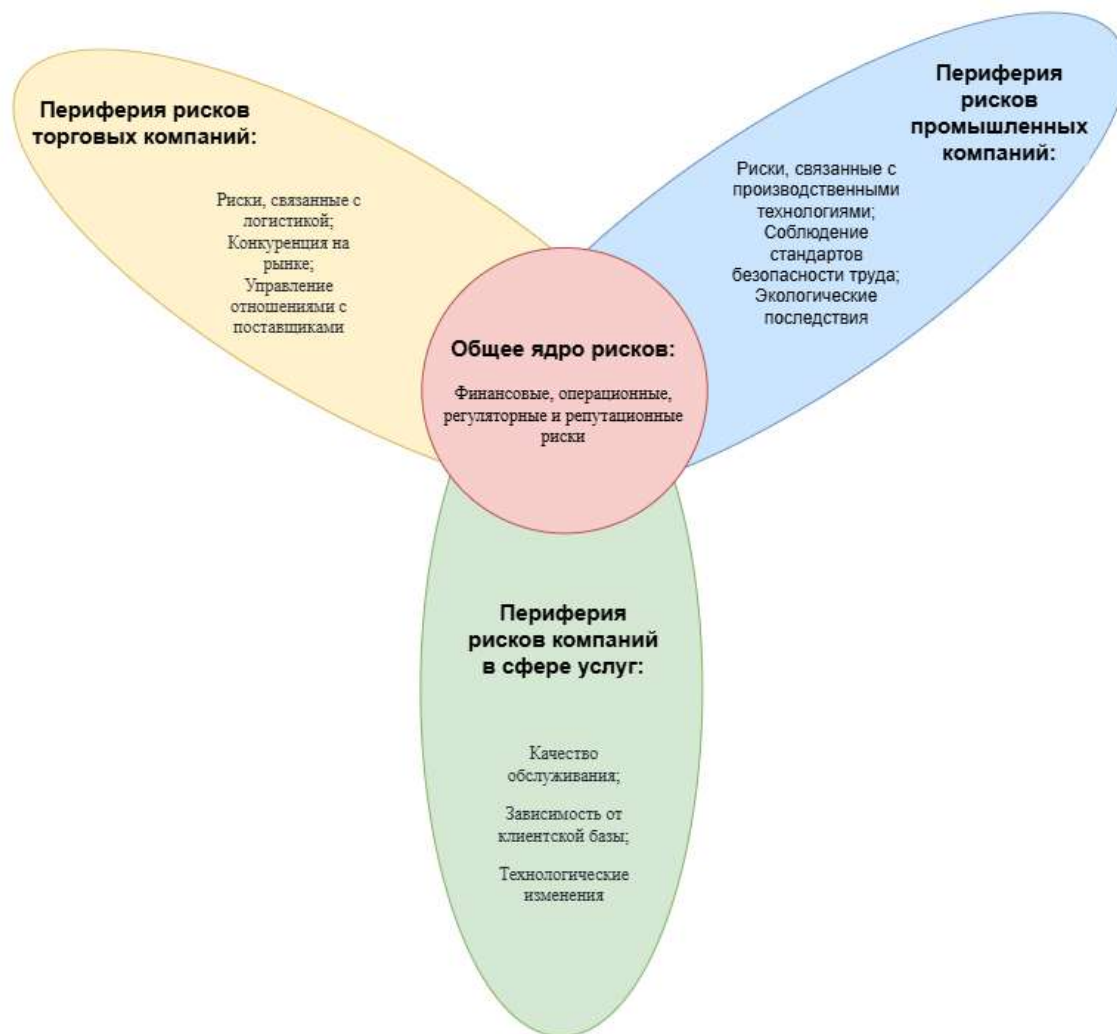 Периферия рисков
торговых компаний:
Риски, связанные с
логистикой;
Конкуренция на
рынке;
Управление
отношениями с
поставщиками
Периферия
рисков
промышленных
компаний:
Риски, связанные с
производственными
технологиями;
Соблюдение
стандартов
безопасности труда;
Экологические
последствия
Общее ядро рисков:
Финансовые, операционные,
регуляторные и репутационные
риски
Периферия
рисков компаний
в сфере услуг:
Качество
обслуживания;
Зависимость от
клиентской базы;
Технологические
изменения